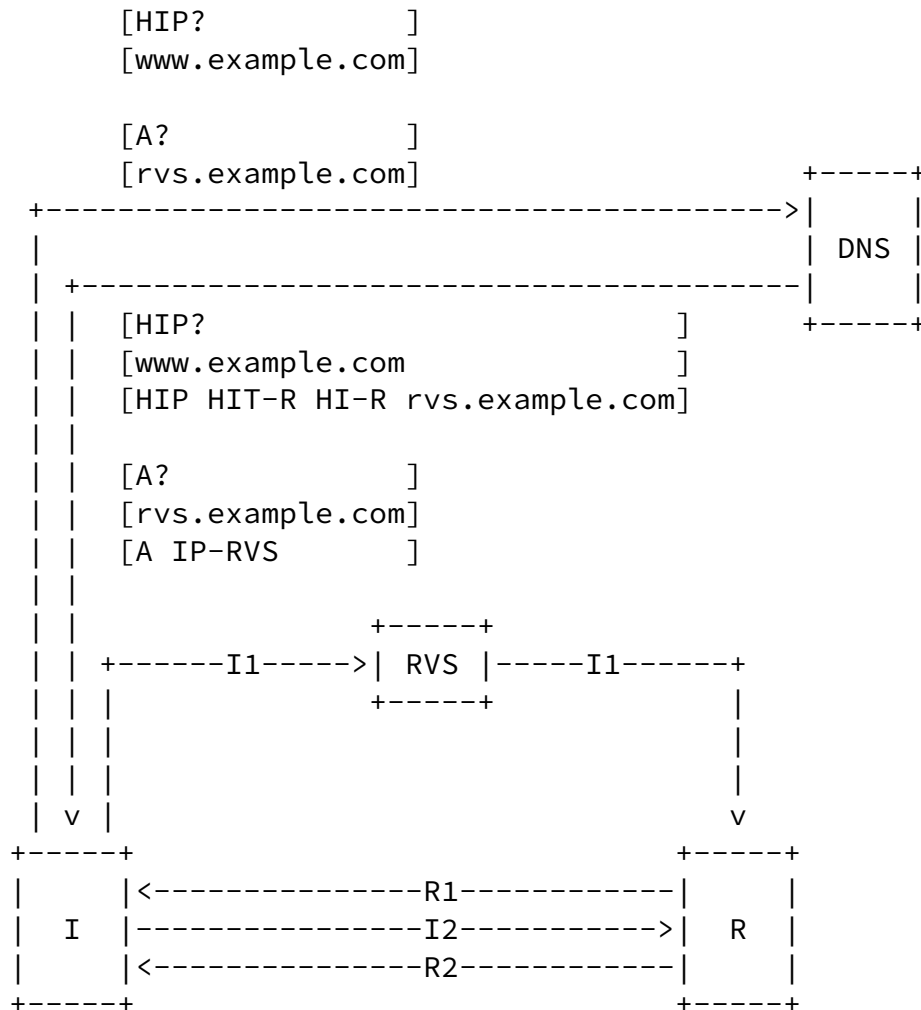 [HIP? ]
[www.example.com]
[A? ]
[rvs.example.com]
DNS
[HIP? ]
[www.example.com ]
[HIP HIT-R HI-R rvs.example.com]
[A? ]
[rvs.example.com]
[A IP-RVS ]
I1 RVS I1
R1
I I2 R
R2